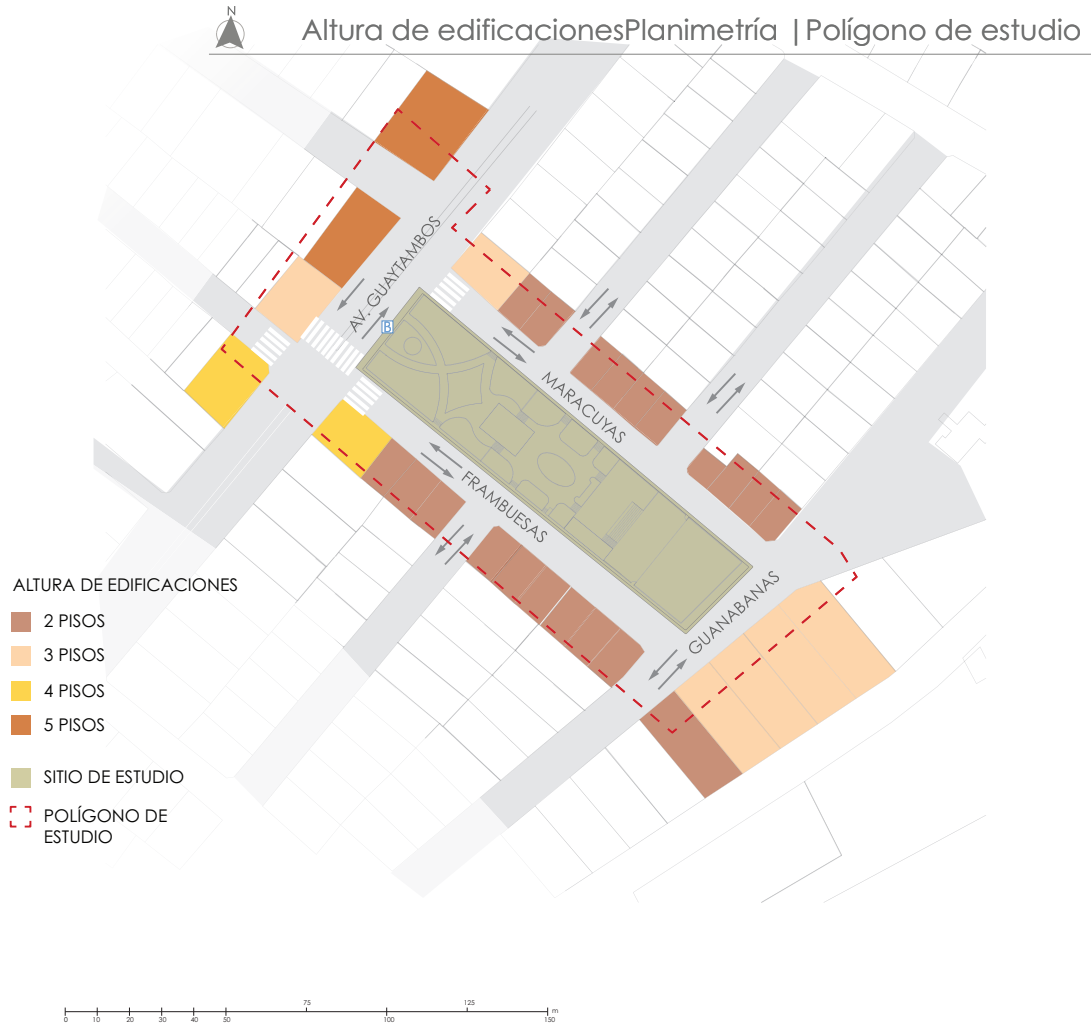 N
Altura de edificacionesPlanimetría |Polígono de estudio
AV. GUAYTAMBOS
B
MARACUYAS
FRAMBUESAS
GUANABANAS
ALTURA DE EDIFICACIONES
2 PISOS
3 PISOS
4 PISOS
5 PISOS
SITIO DE ESTUDIO
POLÍGONO DE
ESTUDIO
75 125
m
0 10 20 30 40 50 100 150